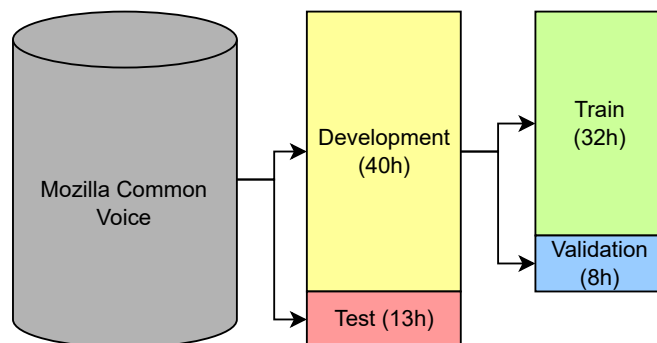 Mozilla Common
Voice
Development
(40h)
Test (13h)
Train
(32h)
Validation
(8h)